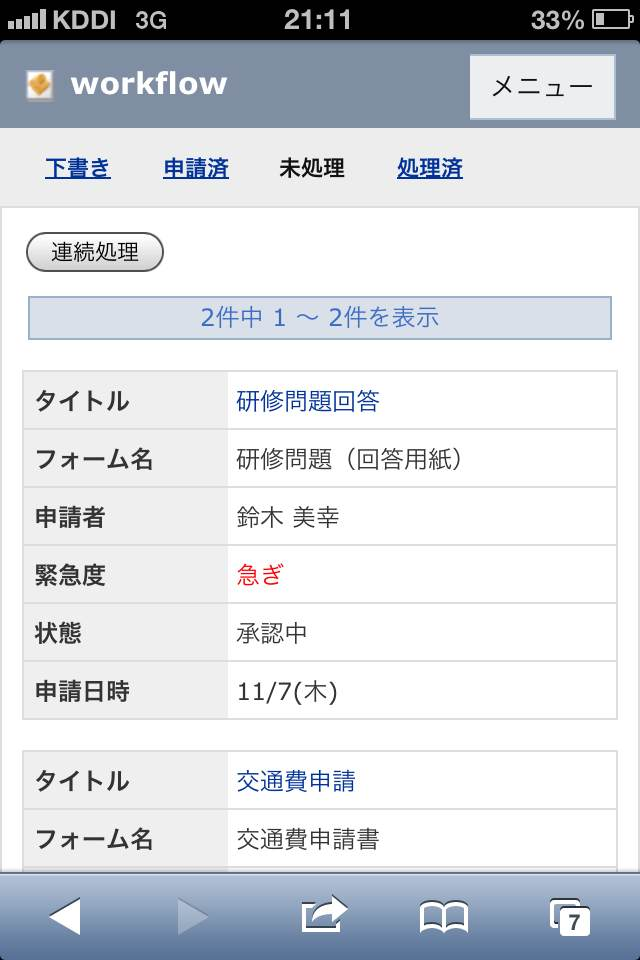 KDDI 3G 21:11 33%
workflow メニュー
下書き 申請済 未処理 処理済
連続処理
2件中 1 ～ 2件を表示
タイトル 研修問題回答
フォーム名 研修問題（回答用紙）
申請者 鈴木 美幸
緊急度 急ぎ
状態 承認中
申請日時 11/7(木)
タイトル 交通費申請
フォーム名 交通費申請書
7